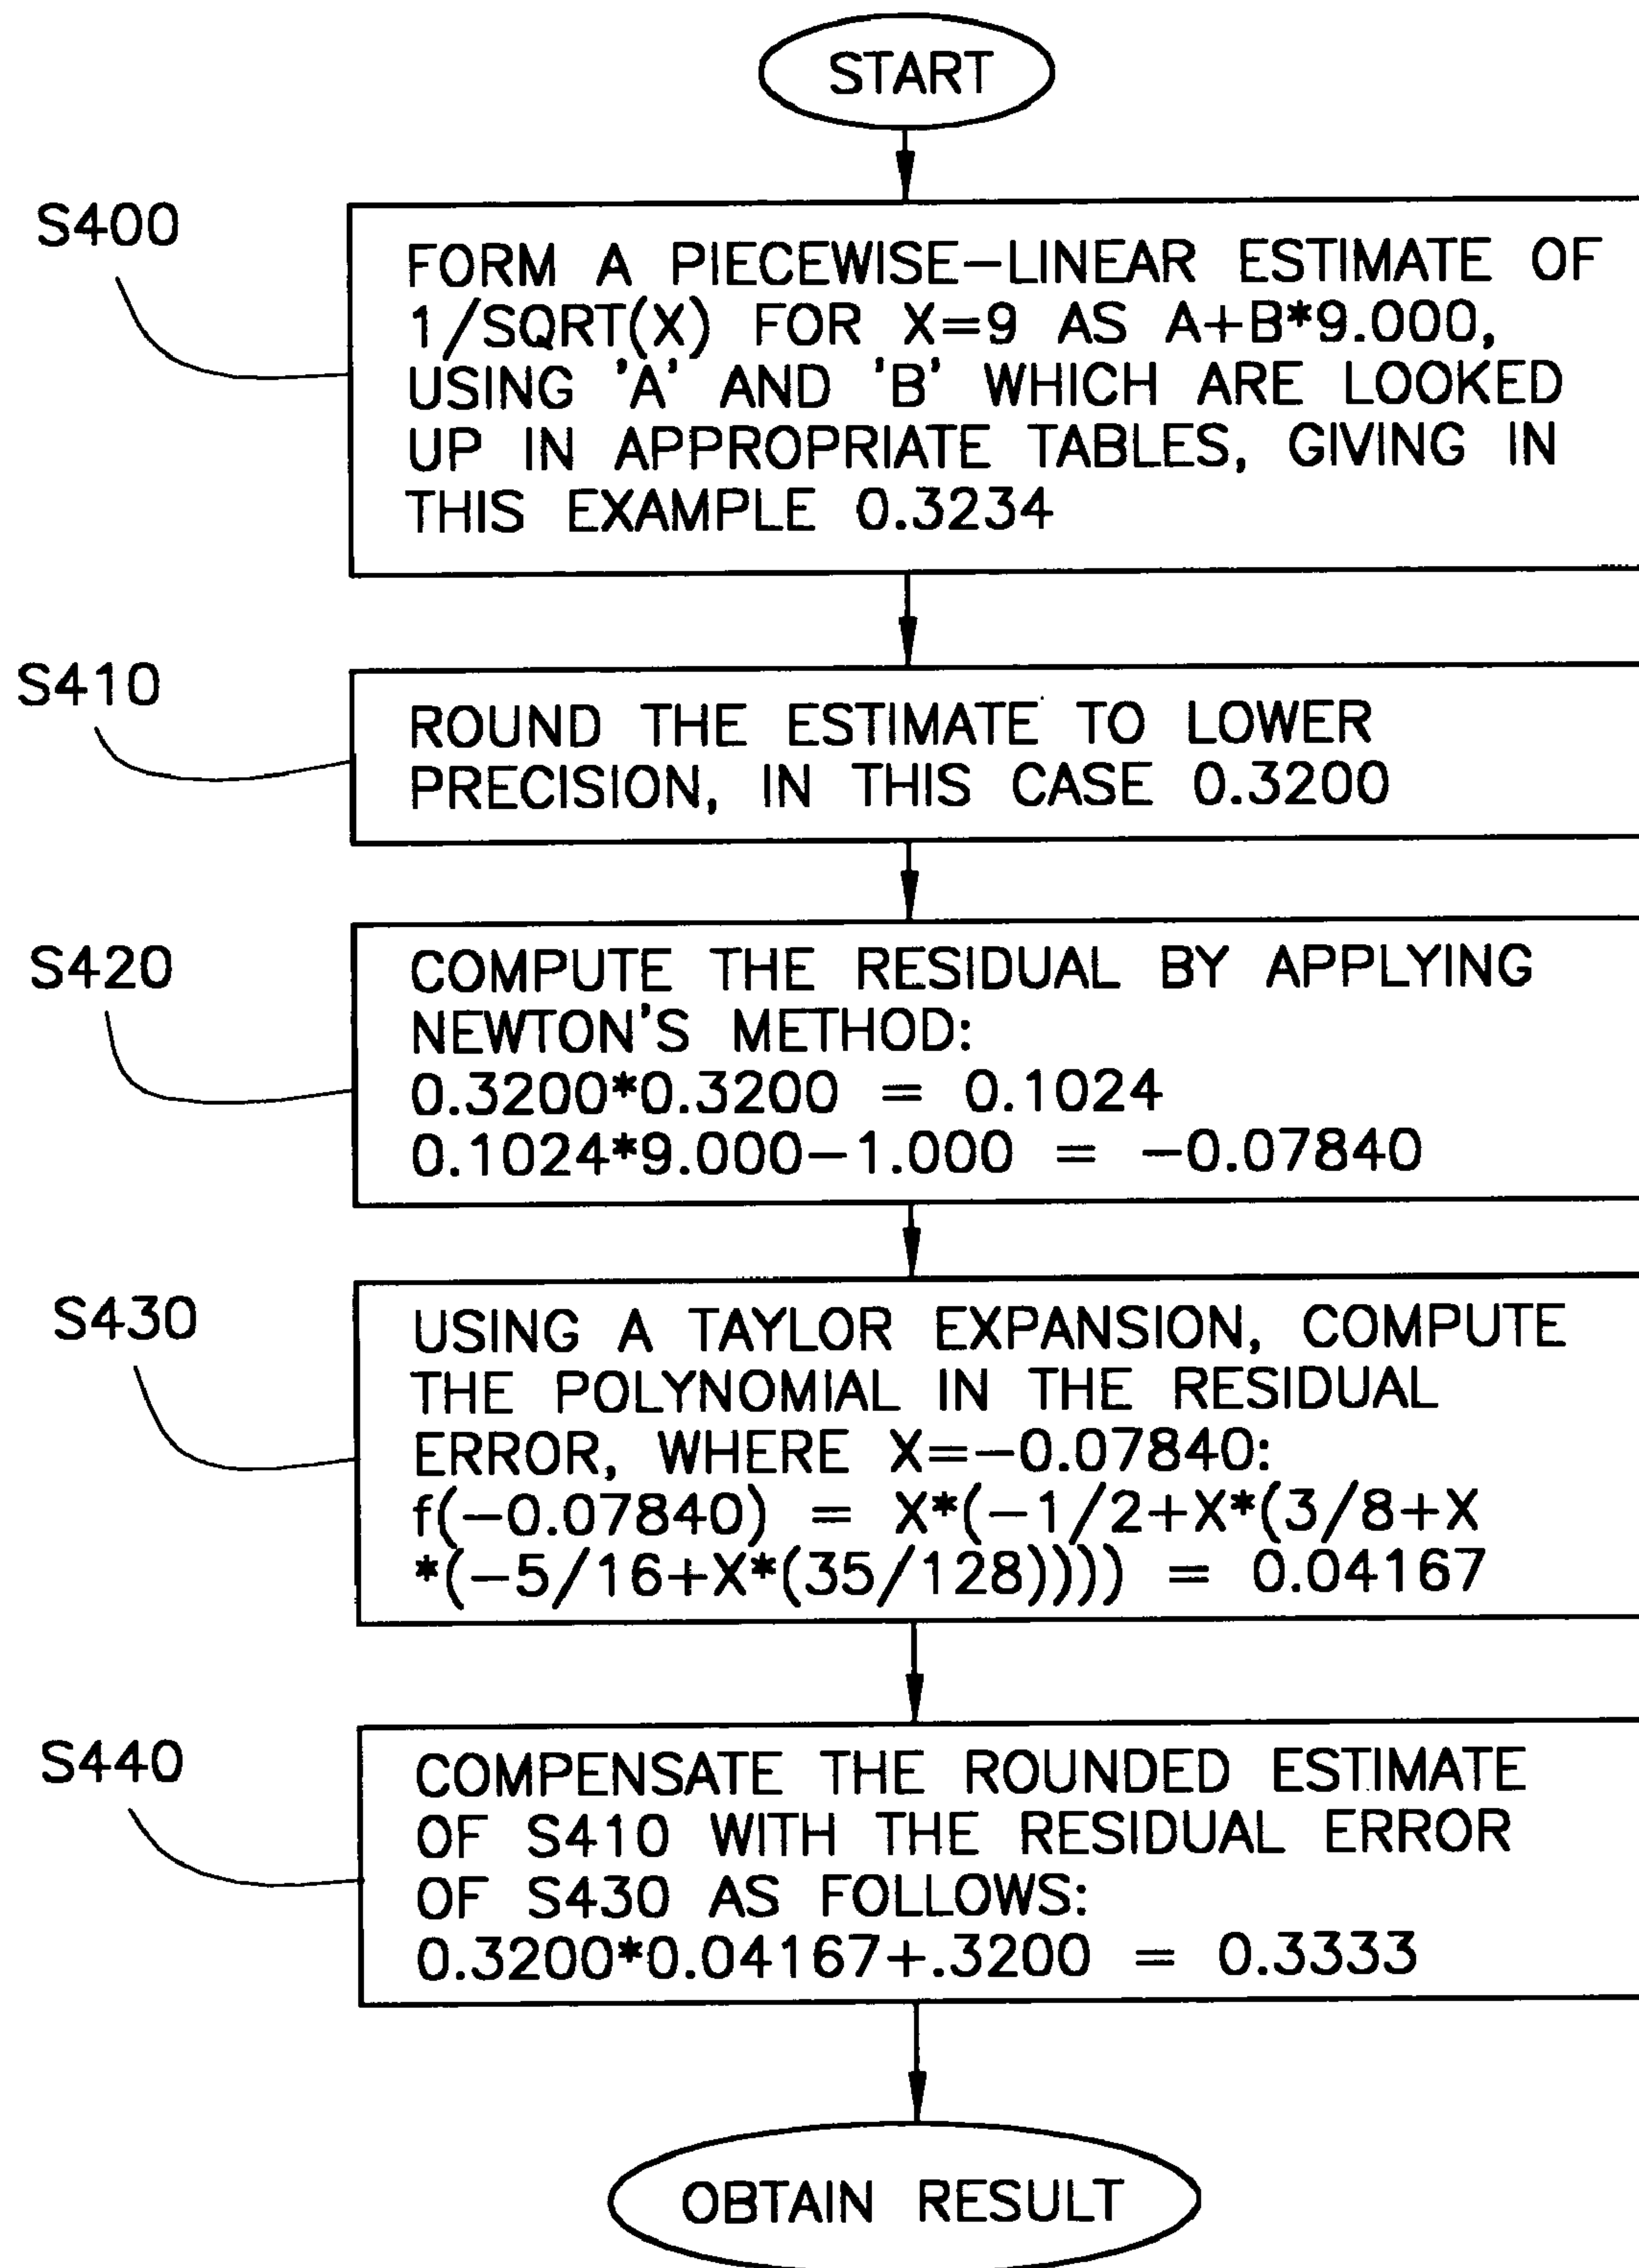 START
S400
FORM A PIECEWISE-LINEAR ESTIMATE OF
1/SQRT(X) FOR X=9 AS A+B*9.000,
USING 'A' AND 'B' WHICH ARE LOOKED
UP IN APPROPRIATE TABLES, GIVING IN
THIS EXAMPLE 0.3234
S410
ROUND THE ESTIMATE TO LOWER
PRECISION, IN THIS CASE 0.3200
S420
COMPUTE THE RESIDUAL BY APPLYING
NEWTON'S METHOD:
0.3200*0.3200 = 0.1024
0.1024*9.000-1.000 = -0.07840
S430
USING A TAYLOR EXPANSION, COMPUTE
THE POLYNOMIAL IN THE RESIDUAL
ERROR, WHERE X=-0.07840:
f(-0.07840) = X*(-1/2+X*(3/8+X
*(-5/16+X*(35/128)))) = 0.04167
S440
COMPENSATE THE ROUNDED ESTIMATE
OF S410 WITH THE RESIDUAL ERROR
OF S430 AS FOLLOWS:
0.3200*0.04167+.3200 = 0.3333
OBTAIN RESULT